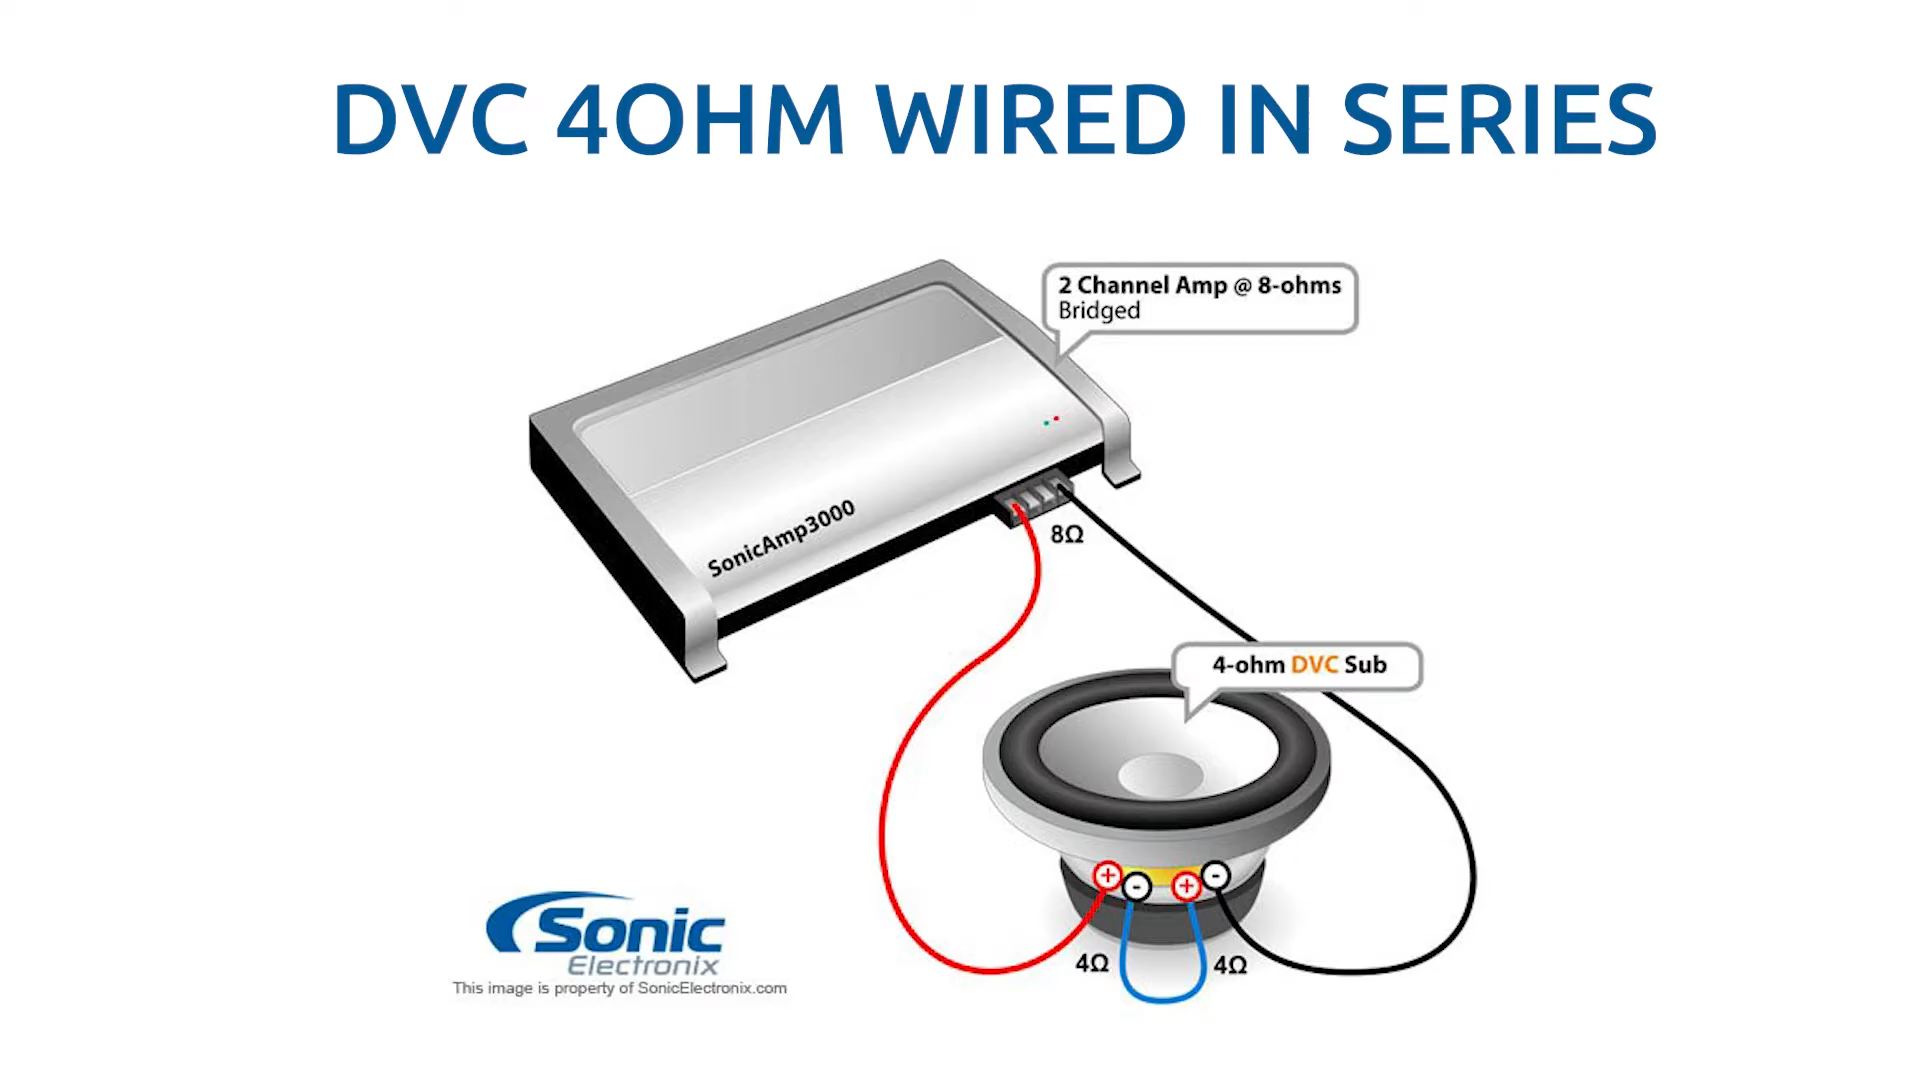 DVC 4OHM WIRED IN SERIES
2 Channel Amp @ 8-ohms
Bridged
SonicAmp3000
8Ω
4-ohm DVC Sub
+ - + -
4Ω 4Ω
Sonic
Electronix
This image is property of SonicElectronix.com